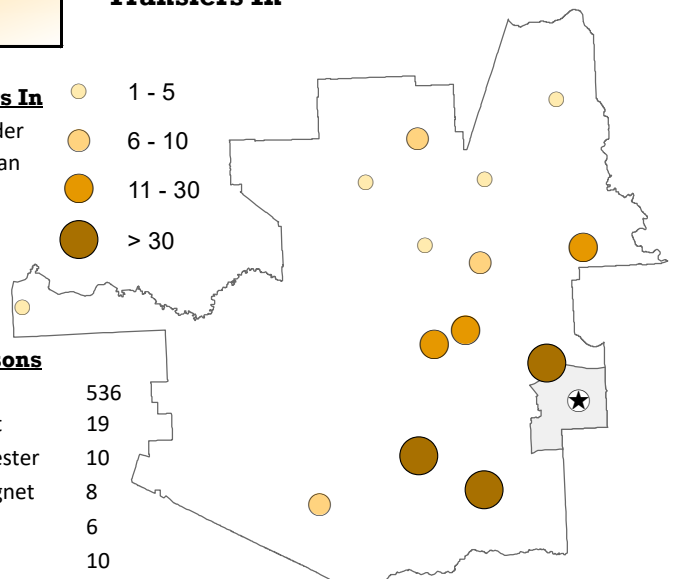 Transfers In
s In
1 - 5
der
6 - 10
an
11 - 30
> 30
sons
536
t 19
ester 10
gnet 8
6
10